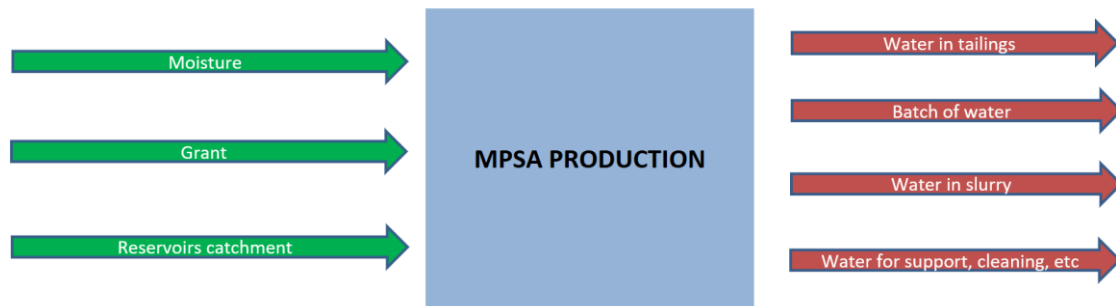 Moisture
Grant
Reservoirs catchment
MPSA PRODUCTION
Water in tailings
Batch of water
Water in slurry
Water for support, cleaning, etc